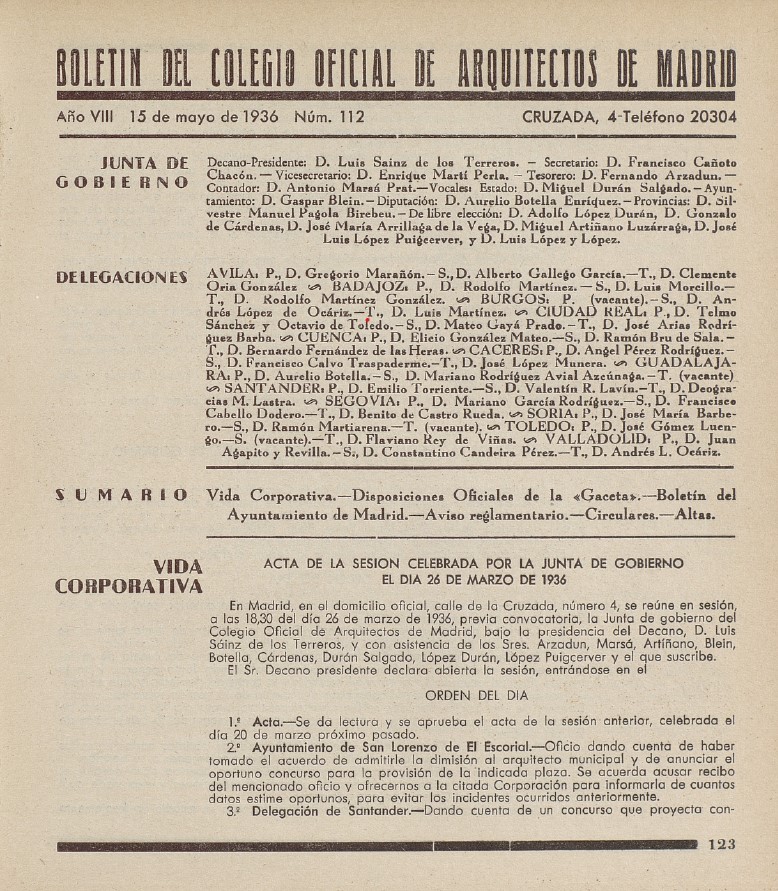 BOLETIN DEL COLEGIO OFICIAL DE ARQUITECTOS DE MADRID
Año VIII 15 de mayo de 1936 Núm. 112 CRUZADA, 4-Teléfono 20304
JUNTA DE GOBIERNO
Decano-Presidente: D. Luis Sainz de los Terreros. – Secretario: D. Francisco Cañoto
Chacón. — Vicesecretario: D. Enrique Martí Perla. – Tesorero: D. Fernando Arzadun. —
Contador: D. Antonio Marsá Prat.—Vocales: Estado: D. Miguel Durán Salgado. – Ayun-
tamiento: D. Gaspar Blein. – Diputación: D. Aurelio Botella Enríquez.–Provincias: D. Sil-
vestre Manuel Pagola Birebeu. – De libre elección: D. Adolfo López Durán, D. Gonzalo
de Cárdenas, D. José María Arrillaga de la Vega, D. Miguel Artiñano Luzárraga, D. José
Luis López Puigcerver, y D. Luis López y López.
DELEGACIONES
AVILA: P., D. Gregorio Marañón. – S., D. Alberto Gallego García.—T., D. Clemente
Oria González ∽ BADAJOZ: P., D. Rodolfo Martínez. — S., D. Luis Morcillo.—
T., D. Rodolfo Martínez González. ∽ BURGOS: P. (vacante). – S., D. An-
drés López de Ocáriz.—T., D. Luis Martínez. ∽ CIUDAD REAL: P., D. Telmo
Sánchez y Octavio de Toledo.–S., D. Mateo Gayá Prado.–T., D. José Arias Rodrí-
guez Barba. ∽ CUENCA: P., D. Elicio González Mateo.—S., D. Ramón Bru de Sala. –
T., D. Bernardo Fernández de las Heras. ∽ CACERES: P., D. Angel Pérez Rodríguez.–
S., D. Francisco Calvo Traspaderme.–T., D. José López Munera. ∽ GUADALAJA-
RA: P., D. Aurelio Botella. – S., D. Mariano Rodríguez Avial Azcúnaga.–T. (vacante)
∽ SANTANDER: P., D. Emilio Torriente.—S., D. Valentín R. Lavín.—T., D. Deogra-
cias M. Lastra. ∽ SEGOVIA: P., D. Mariano García Rodríguez.–S., D. Francisco
Cabello Dodero.—T., D. Benito de Castro Rueda. ∽ SORIA: P., D. José María Barbe-
ro.—S., D. Ramón Martiarena.—T. (vacante). ∽ TOLEDO: P., D. José Gómez Luen-
go.—S. (vacante).—T., D. Flaviano Rey de Viñas. ∽ VALLADOLID: P., D. Juan
Agapito y Revilla. – S., D. Constantino Candeira Pérez.—T., D. Andrés L. Ocáriz.
SUMARIO
Vida Corporativa.—Disposiciones Oficiales de la «Gaceta».—Boletín del
Ayuntamiento de Madrid.—Aviso reglamentario.—Circulares.—Altas.
VIDA CORPORATIVA
ACTA DE LA SESION CELEBRADA POR LA JUNTA DE GOBIERNO
EL DIA 26 DE MARZO DE 1936
En Madrid, en el domicilio oficial, calle de la Cruzada, número 4, se reúne en sesión,
a las 18,30 del día 26 de marzo de 1936, previa convocatoria, la Junta de gobierno del
Colegio Oficial de Arquitectos de Madrid, bajo la presidencia del Decano, D. Luis
Sáinz de los Terreros, y con asistencia de los Sres. Arzadun, Marsá, Artíñano, Blein,
Botella, Cárdenas, Durán Salgado, López Durán, López Puigcerver y el que suscribe.
El Sr. Decano presidente declara abierta la sesión, entrándose en el
ORDEN DEL DIA
1.º Acta.—Se da lectura y se aprueba el acta de la sesión anterior, celebrada el
día 20 de marzo próximo pasado.
2.º Ayuntamiento de San Lorenzo de El Escorial.—Oficio dando cuenta de haber
tomado el acuerdo de admitirle la dimisión al arquitecto municipal y de anunciar el
oportuno concurso para la provisión de la indicada plaza. Se acuerda acusar recibo
del mencionado oficio y ofrecernos a la citada Corporación para informarla de cuantos
datos estime oportunos, para evitar los incidentes ocurridos anteriormente.
3.º Delegación de Santander.—Dando cuenta de un concurso que proyecta con-
123